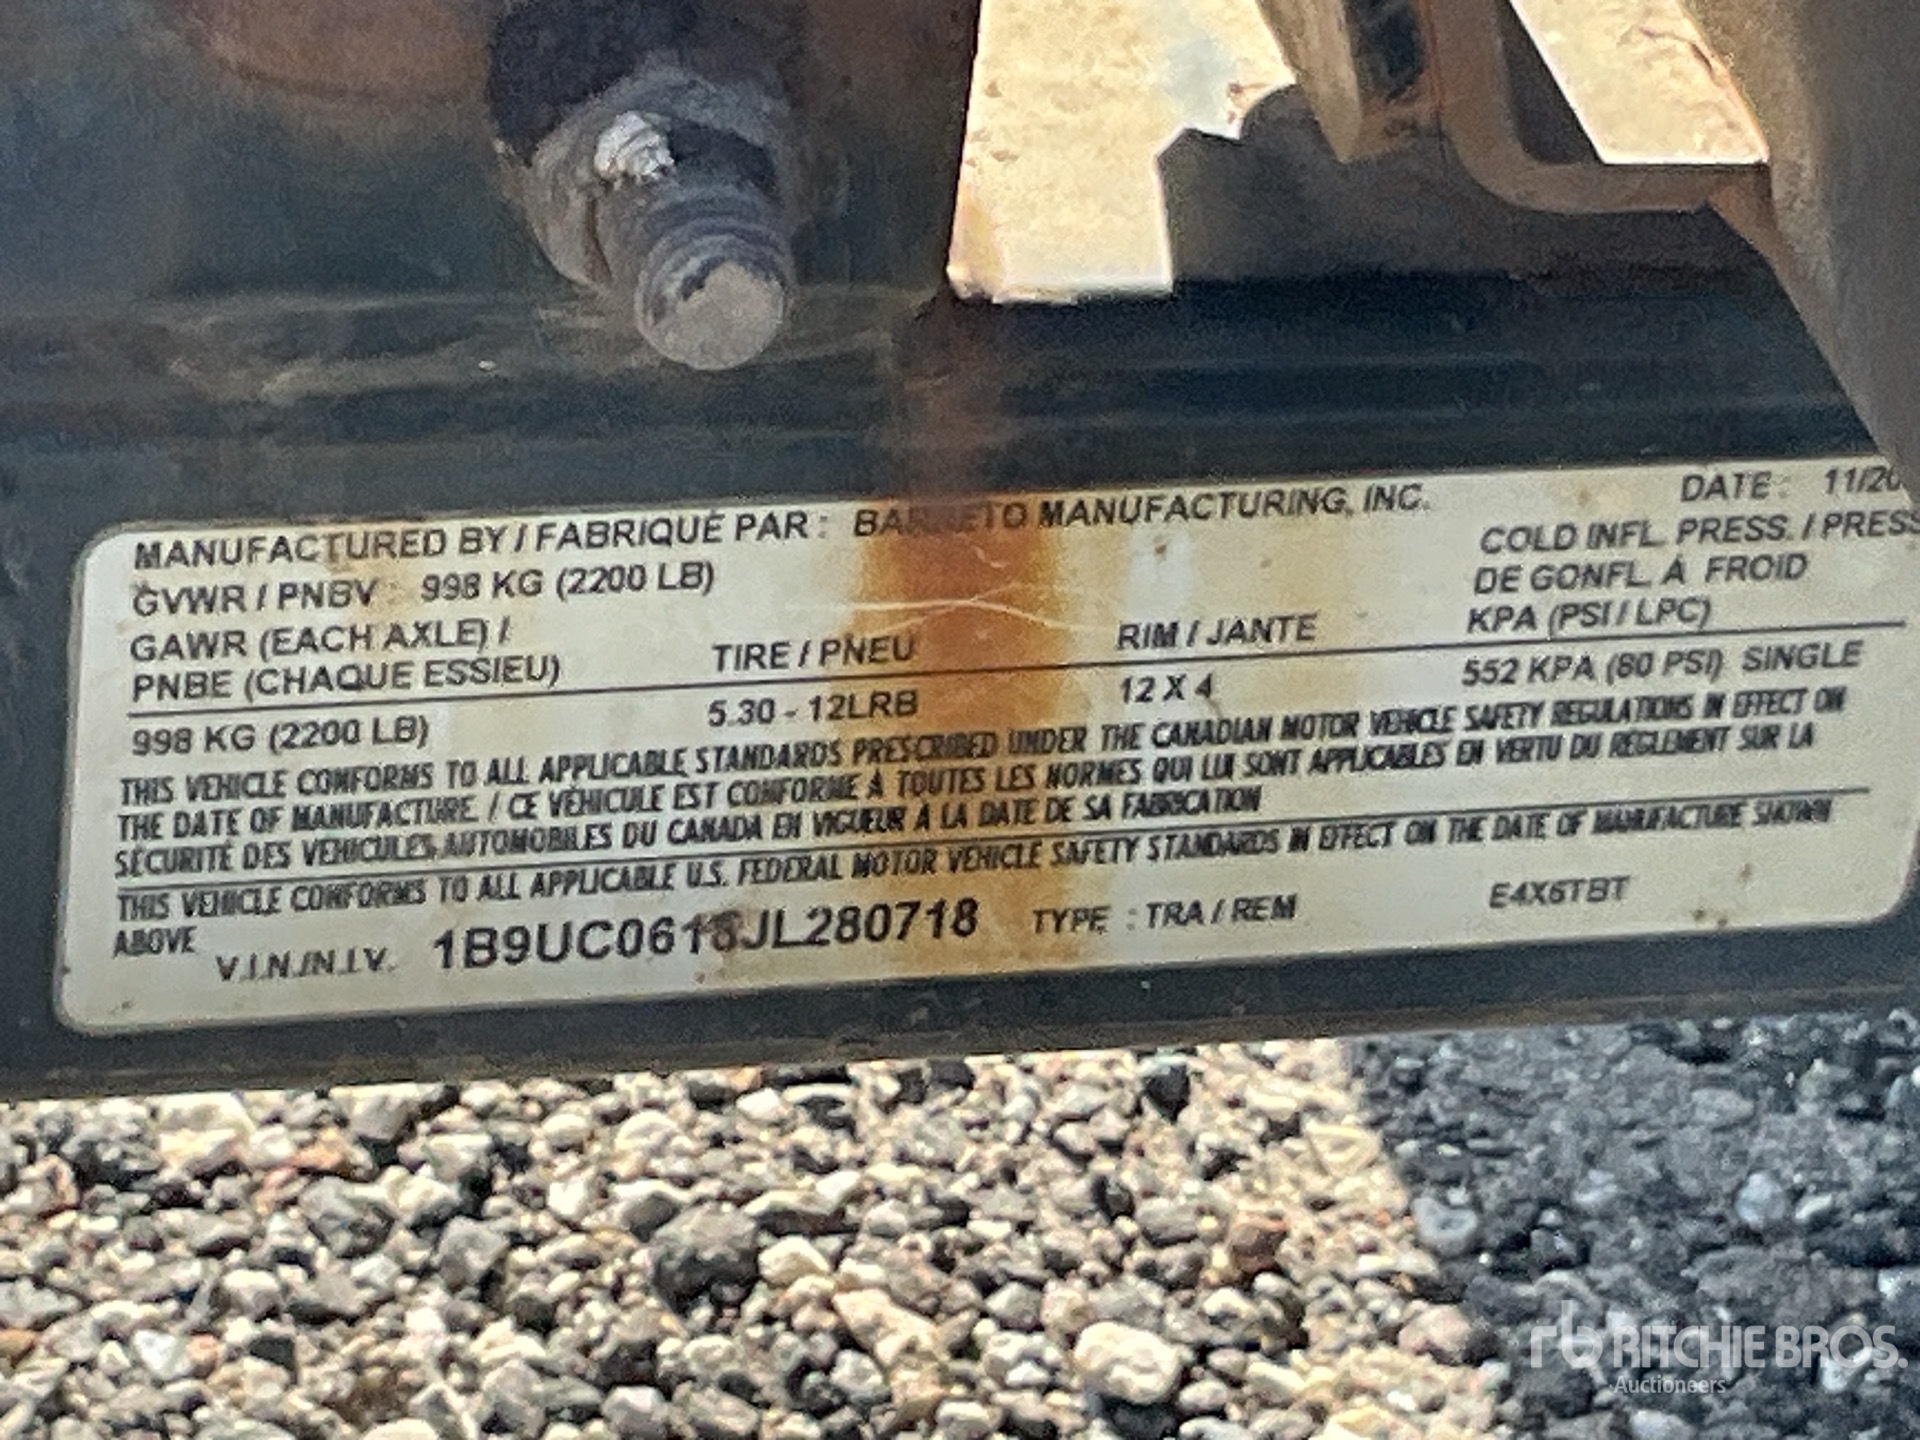 MANUFACTURED BY / FABRIQUÉ PAR : BARRETO MANUFACTURING, INC. DATE : 11/20
GVWR / PNBV : 998 KG (2200 LB) COLD INFL. PRESS. / PRESS
GAWR (EACH AXLE) / DE GONFL. À FROID
PNBE (CHAQUE ESSIEU) TIRE / PNEU RIM / JANTE KPA (PSI / LPC)
998 KG (2200 LB) 5.30 - 12LRB 12 X 4 552 KPA (80 PSI) SINGLE
THIS VEHICLE CONFORMS TO ALL APPLICABLE STANDARDS PRESCRIBED UNDER THE CANADIAN MOTOR VEHICLE SAFETY REGULATIONS IN EFFECT ON
THE DATE OF MANUFACTURE. / CE VÉHICULE EST CONFORME À TOUTES LES NORMES QUI LUI SONT APPLICABLES EN VERTU DU RÈGLEMENT SUR LA
SÉCURITÉ DES VÉHICULES AUTOMOBILES DU CANADA EN VIGUEUR À LA DATE DE SA FABRICATION
THIS VEHICLE CONFORMS TO ALL APPLICABLE U.S. FEDERAL MOTOR VEHICLE SAFETY STANDARDS IN EFFECT ON THE DATE OF MANUFACTURE SHOWN
ABOVE
V.I.N./N.I.V. 1B9UC0618JL280718 TYPE : TRA / REM E4X6TBT
rb RITCHIE BROS.
Auctioneers